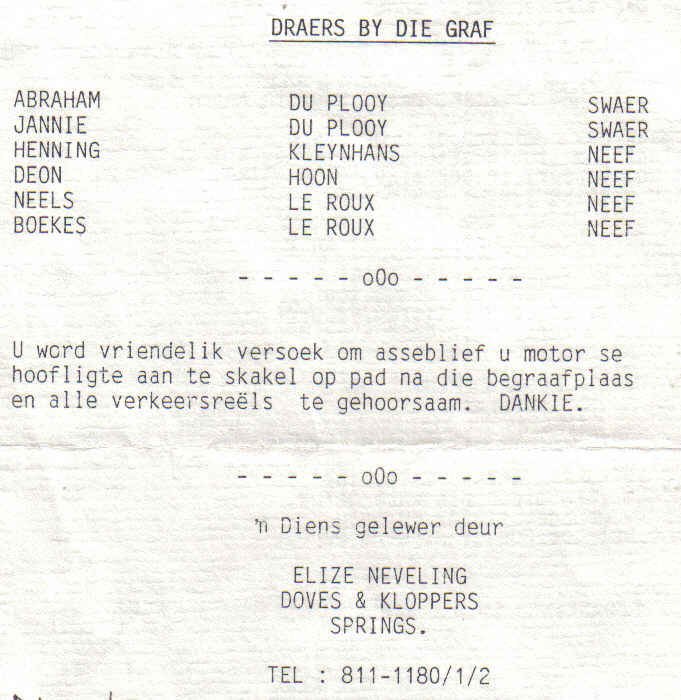 DRAERS BY DIE GRAF
ABRAHAM DU PLOOY SWAER
JANNIE DU PLOOY SWAER
HENNING KLEYNHANS NEEF
DEON HOON NEEF
NEELS LE ROUX NEEF
BOEKES LE ROUX NEEF
- - - - - oOo - - - - -
U word vriendelik versoek om asseblief u motor se
hoofligte aan te skakel op pad na die begraafplaas
en alle verkeersreëls te gehoorsaam. DANKIE.
- - - - - oOo - - - - -
'n Diens gelewer deur
ELIZE NEVELING
DOVES & KLOPPERS
SPRINGS.
TEL : 811-1180/1/2